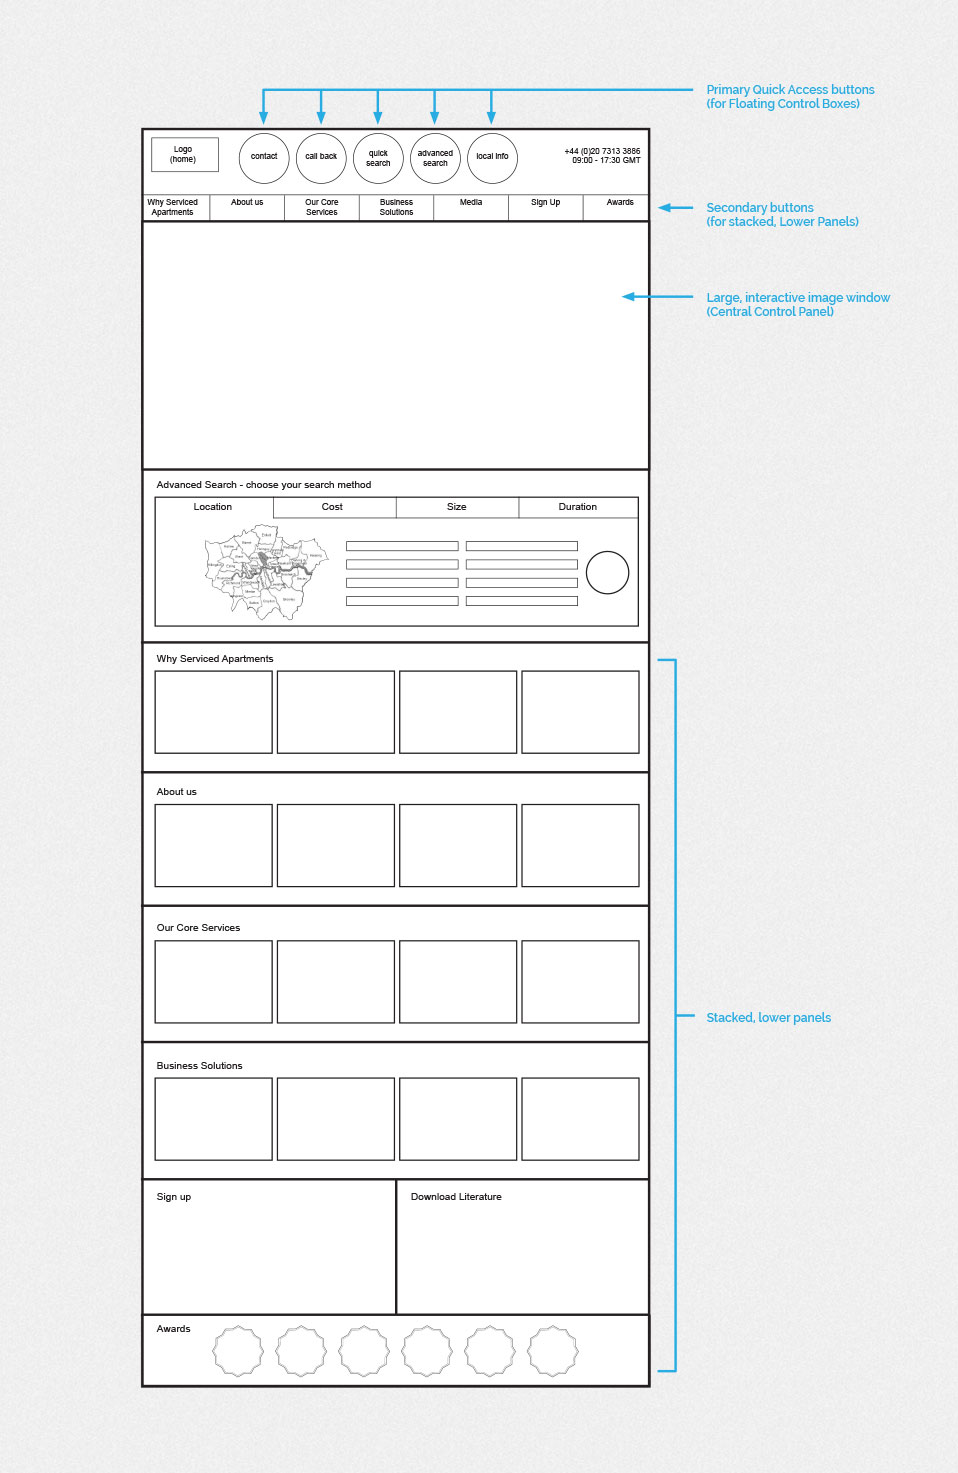 Primary Quick Access buttons
(for Floating Control Boxes)
Logo
(home)
contact
call back
quick
search
advanced
search
local info
+44 (0)20 7313 3886
09:00 - 17:30 GMT
Why Serviced
Apartments
About us
Our Core
Services
Business
Solutions
Media
Sign Up
Awards
Secondary buttons
(for stacked, Lower Panels)
Large, interactive image window
(Central Control Panel)
Advanced Search - choose your search method
Location
Cost
Size
Duration
Why Serviced Apartments
About us
Our Core Services
Stacked, lower panels
Business Solutions
Sign up
Download Literature
Awards